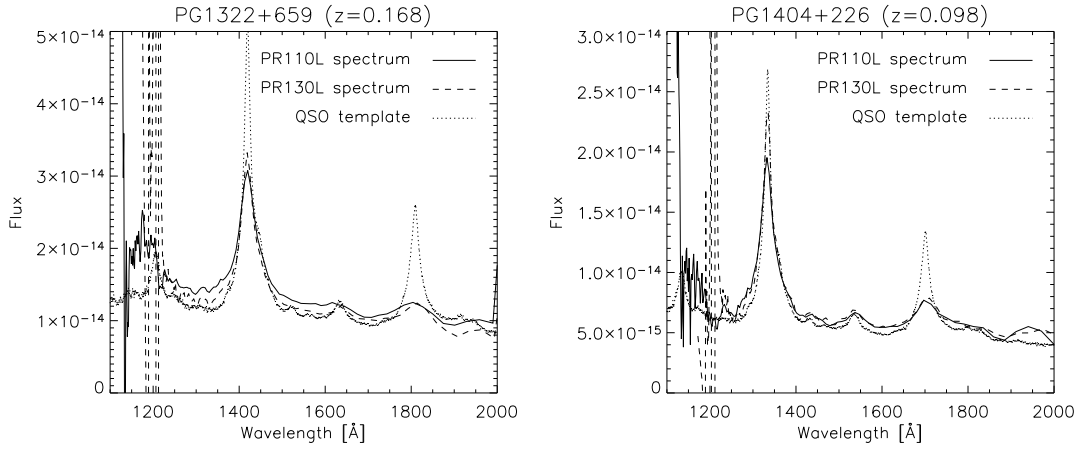 PG1322+659 (z=0.168)
5×10⁻¹⁴
4×10⁻¹⁴
3×10⁻¹⁴
2×10⁻¹⁴
1×10⁻¹⁴
0
Flux
PR110L spectrum
PR130L spectrum
QSO template
1200 1400 1600 1800 2000
Wavelength [Å]
PG1404+226 (z=0.098)
3.0×10⁻¹⁴
2.5×10⁻¹⁴
2.0×10⁻¹⁴
1.5×10⁻¹⁴
1.0×10⁻¹⁴
5.0×10⁻¹⁵
0
Flux
PR110L spectrum
PR130L spectrum
QSO template
1200 1400 1600 1800 2000
Wavelength [Å]